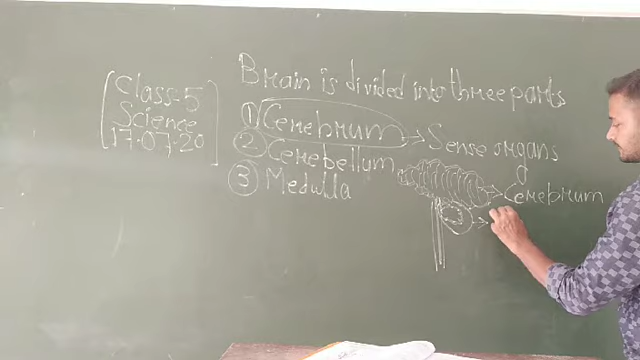 Class-5
Science
17.07.20
Brain is divided into three parts
① Cerebrum → Sense organs
② Cerebellum
③ Medulla
→ Cerebrum